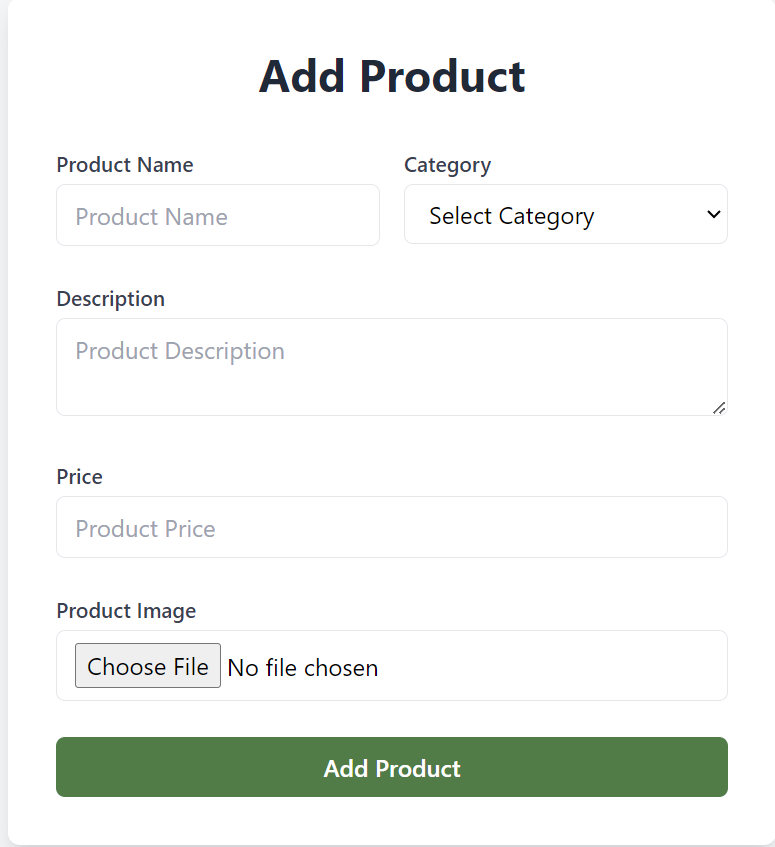 Add Product
Product Name Category
Product Name Select Category
Description
Product Description
Price
Product Price
Product Image
Choose File No file chosen
Add Product